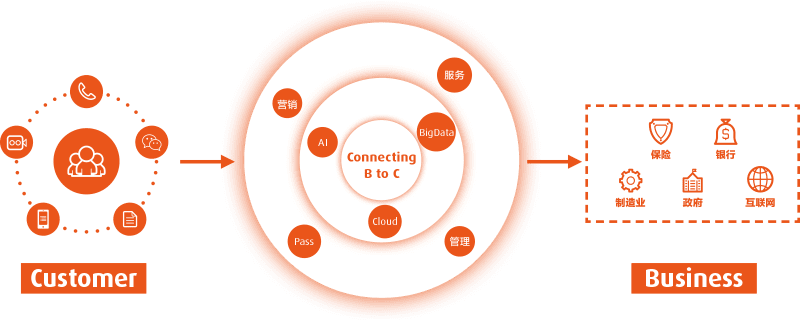 服务
营销
BigData
AI
Connecting
B to C
Cloud
Pass
管理
保险
银行
制造业
政府
互联网
Customer
Business